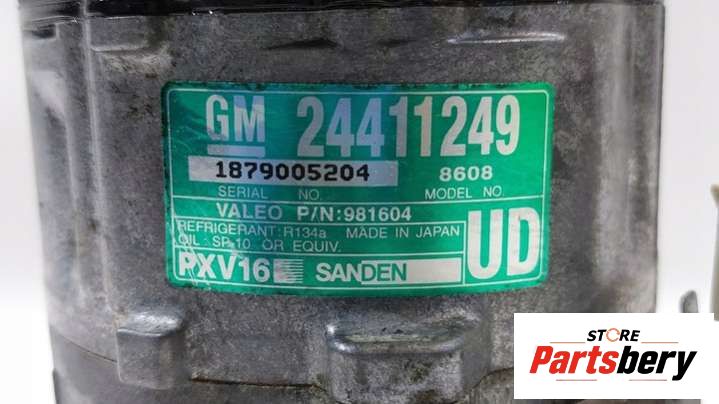 GM 24411249
1879005204 8608
SERIAL NO. MODEL NO
VALEO P/N:981604
REFRIGERANT:R134a MADE IN JAPAN
OIL: SP-10 OR EQUIV. UD
PXV16 SANDEN
STORE
Partsbery